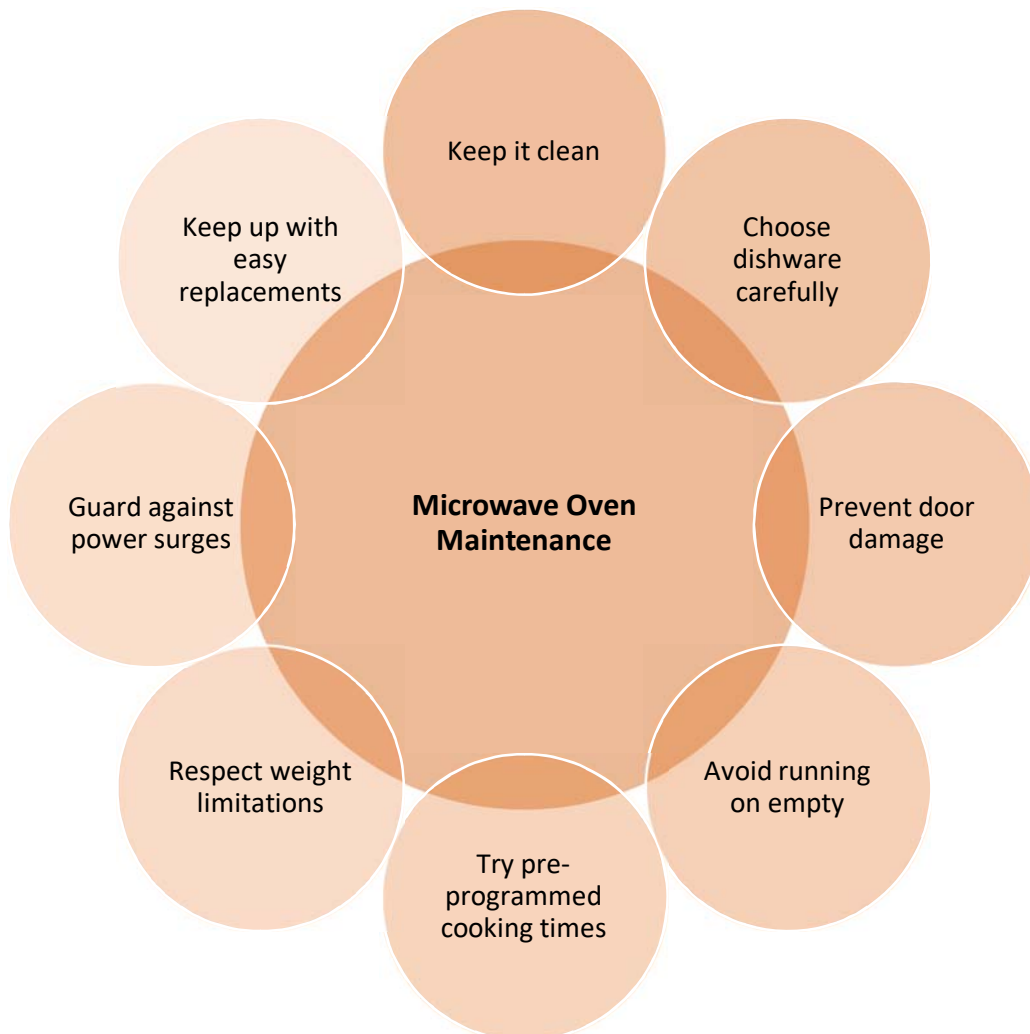 Keep it clean
Choose
dishware
carefully
Prevent door
damage
Avoid running
on empty
Try pre-
programmed
cooking times
Respect weight
limitations
Guard against
power surges
Keep up with
easy
replacements
Microwave Oven
Maintenance